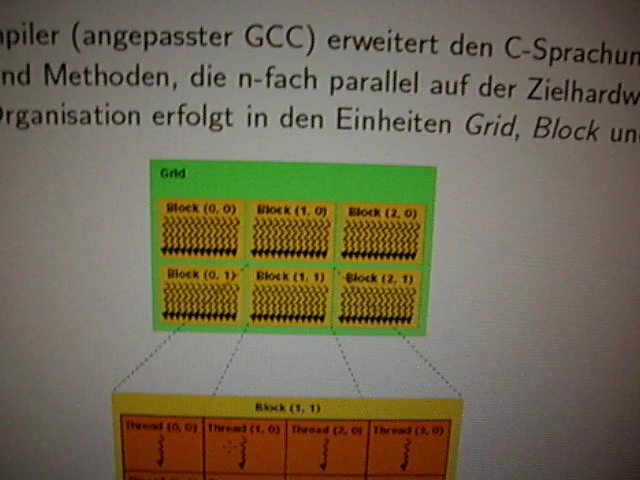 npiler (angepasster GCC) erweitert den C-Sprachum
nd Methoden, die n-fach parallel auf der Zielhardw
Organisation erfolgt in den Einheiten Grid, Block un
Grid
Block (0, 0) Block (1, 0) Block (2, 0)
Block (0, 1) Block (1, 1) Block (2, 1)
Block (1, 1)
Thread (0, 0) Thread (1, 0) Thread (2, 0) Thread (3, 0)